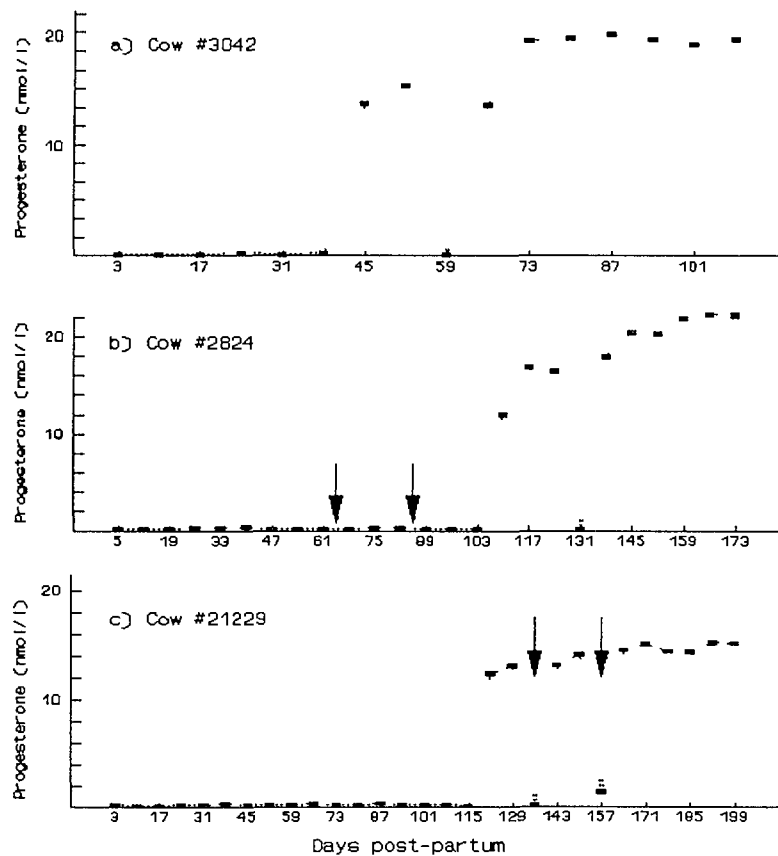 Progesterone (nmol/l)
20
10
a) Cow #3042
3 17 31 45 59 73 87 101
Progesterone (nmol/l)
20
10
b) Cow #2824
5 19 33 47 61 75 89 103 117 131 145 159 173
Progesterone (nmol/l)
20
10
c) Cow #21229
3 17 31 45 59 73 87 101 115 129 143 157 171 185 199
Days post-partum